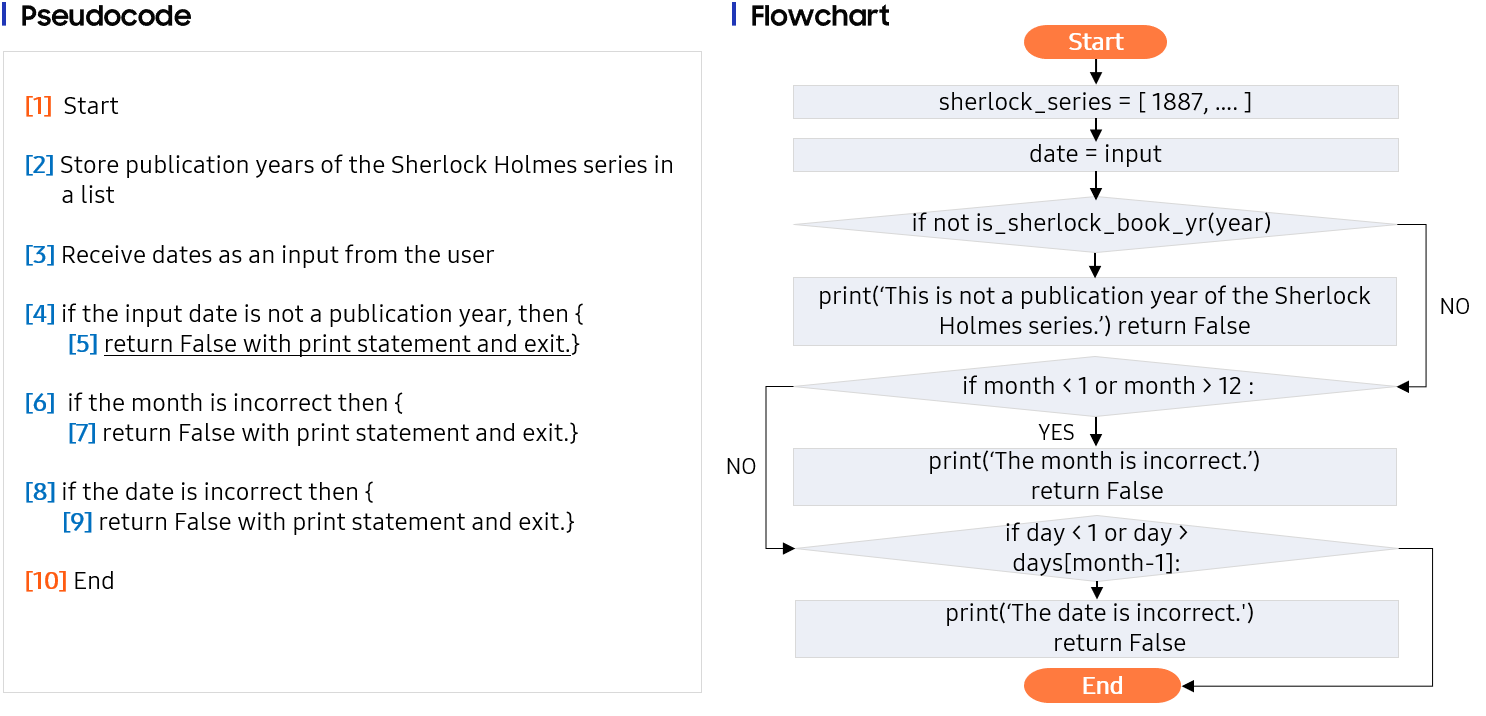 Pseudocode
[1] Start
[2] Store publication years of the Sherlock Holmes series in
a list
[3] Receive dates as an input from the user
[4] if the input date is not a publication year, then {
[5] return False with print statement and exit.}
[6] if the month is incorrect then {
[7] return False with print statement and exit.}
[8] if the date is incorrect then {
[9] return False with print statement and exit.}
[10] End
Flowchart
Start
sherlock_series = [ 1887, .... ]
date = input
if not is_sherlock_book_yr(year)
print(‘This is not a publication year of the Sherlock
Holmes series.’) return False
NO
if month < 1 or month > 12 :
YES
NO
print(‘The month is incorrect.’)
return False
if day < 1 or day >
days[month-1]:
print(‘The date is incorrect.')
return False
End